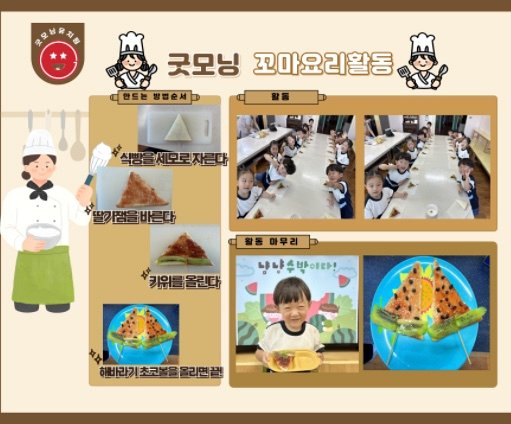 굿모닝유치원
굿모닝 꼬마요리활동
만드는 방법순서
식빵을 세모로 자른다
딸기잼을 바른다
키위를 올린다
해바라기 초코볼을 올리면 끝!
활동
활동 마무리
냠냠 수박이다!